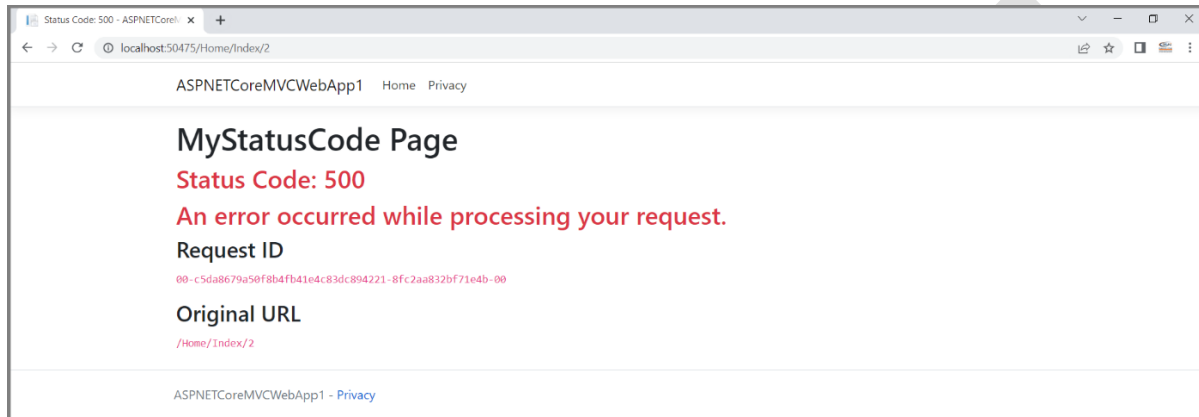 Status Code: 500 - ASPNETCoreM
localhost:50475/Home/Index/2
ASPNETCoreMVCWebApp1 Home Privacy
MyStatusCode Page
Status Code: 500
An error occurred while processing your request.
Request ID
00-c5da8679a50f8b4fb41e4c83dc894221-8fc2aa832bf71e4b-00
Original URL
/Home/Index/2
ASPNETCoreMVCWebApp1 - Privacy